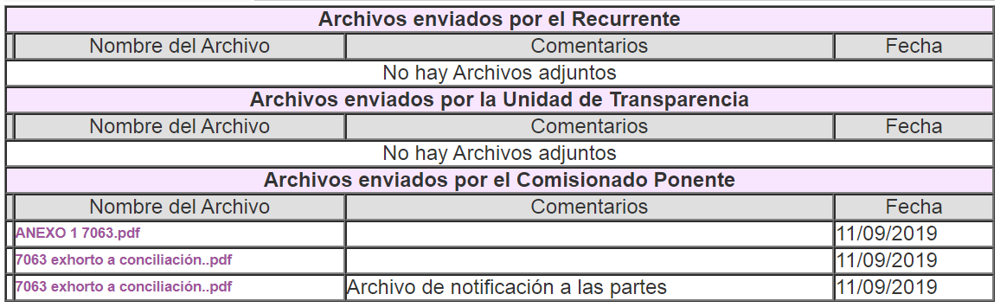 Archivos enviados por el Recurrente
Nombre del Archivo Comentarios Fecha
No hay Archivos adjuntos
Archivos enviados por la Unidad de Transparencia
Nombre del Archivo Comentarios Fecha
No hay Archivos adjuntos
Archivos enviados por el Comisionado Ponente
Nombre del Archivo Comentarios Fecha
ANEXO 1 7063.pdf 11/09/2019
7063 exhorto a conciliación..pdf 11/09/2019
7063 exhorto a conciliación..pdf Archivo de notificación a las partes 11/09/2019